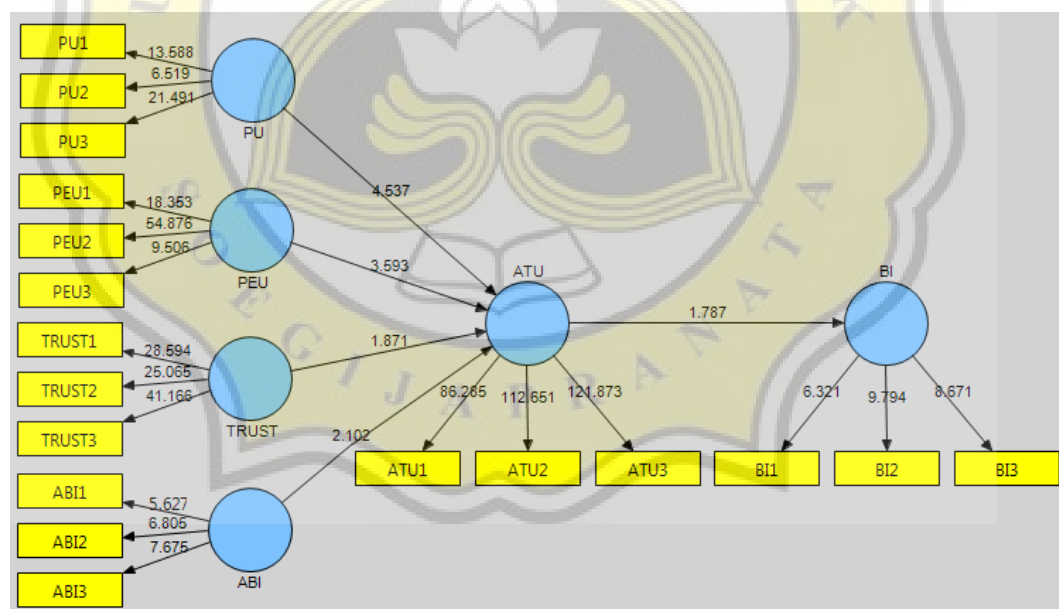 PU1
13.588
PU2
6.519
PU3
21.491
PU
4.537
PEU1
18.353
PEU2
54.876
PEU3
9.506
PEU
3.593
TRUST1
28.594
TRUST2
25.065
TRUST3
41.166
TRUST
1.871
ABI1
5.627
ABI2
6.805
ABI3
7.675
ABI
2.102
ATU
1.787
86.285
112.651
121.873
ATU1
ATU2
ATU3
BI
6.321
9.794
8.671
BI1
BI2
BI3
SOEGIJAPRANATA